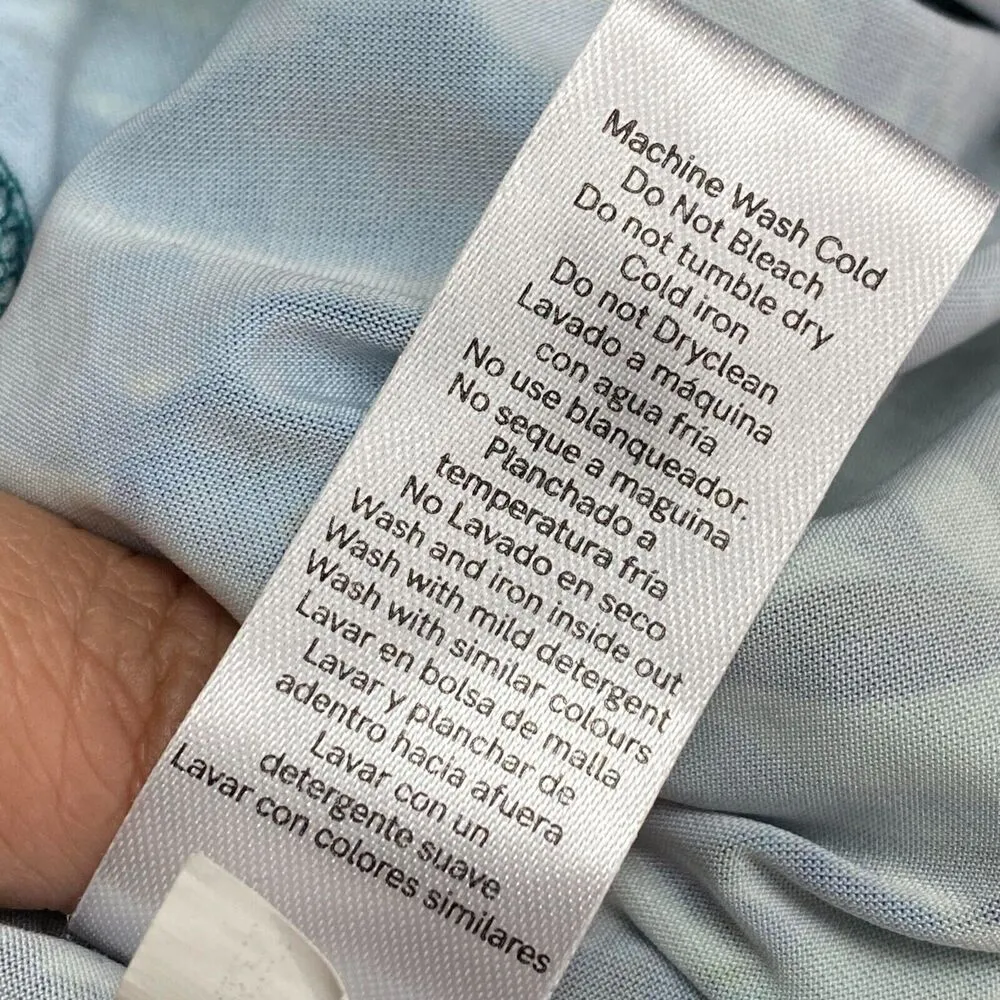 Machine Wash Cold
Do Not Bleach
Do not tumble dry
Cold iron
Do not Dryclean
Lavado a máquina
con agua fría
No use blanqueador.
No seque a maguina
Planchado a
temperatura fría
No Lavado en seco
Wash and iron inside out
Wash with mild detergent
Wash with similar colours
Lavar en bolsa de malla
Lavar y planchar de
adentro hacia afuera
Lavar con un
detergente suave
Lavar con colores similares